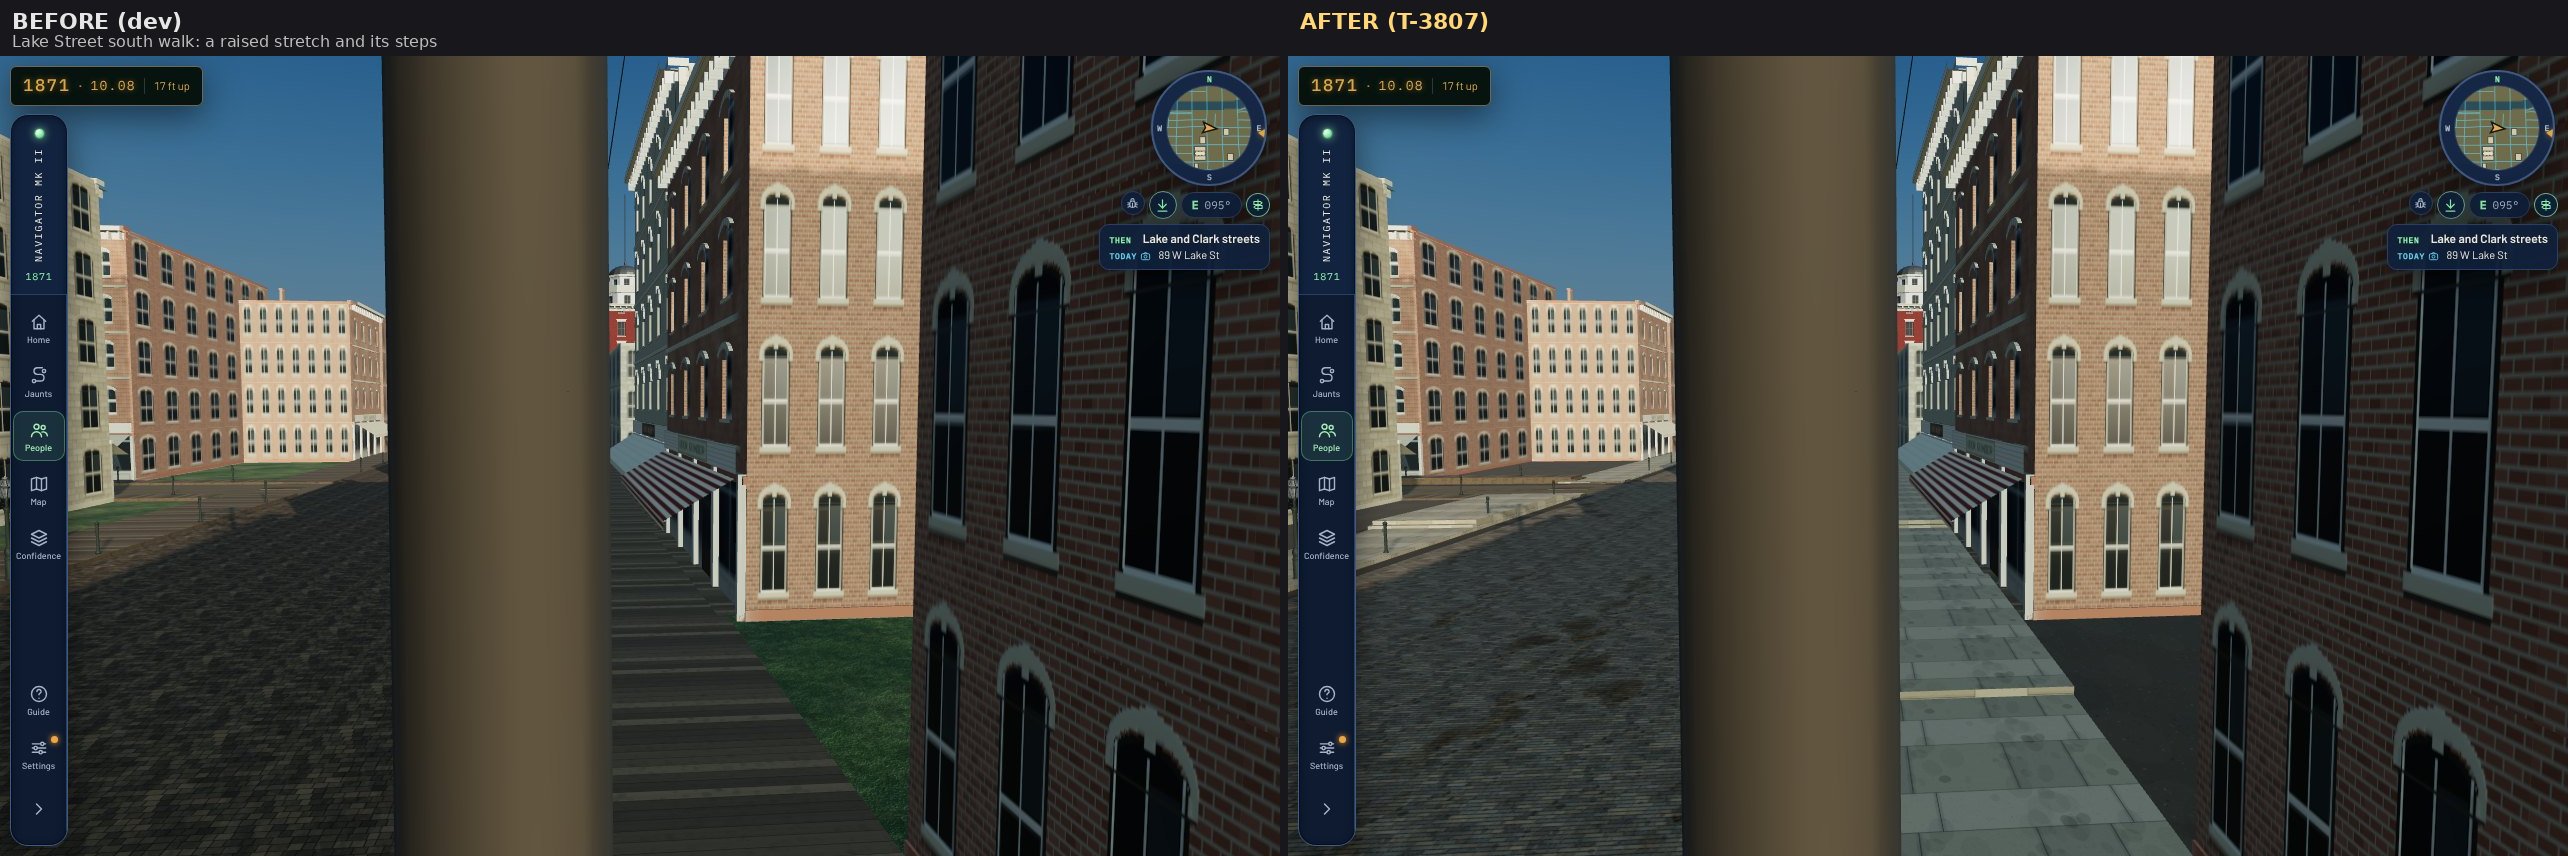 BEFORE (dev)
Lake Street south walk: a raised stretch and its steps
1871 · 10.08 17 ft up
N
W
E
S
NAVIGATOR MK II
1871
E 095°
THEN Lake and Clark streets
TODAY 89 W Lake St
Home
Jaunts
People
Map
Confidence
Guide
Settings
AFTER (T-3807)
1871 · 10.08 17 ft up
N
W
E
S
NAVIGATOR MK II
1871
E 095°
THEN Lake and Clark streets
TODAY 89 W Lake St
Home
Jaunts
People
Map
Confidence
Guide
Settings